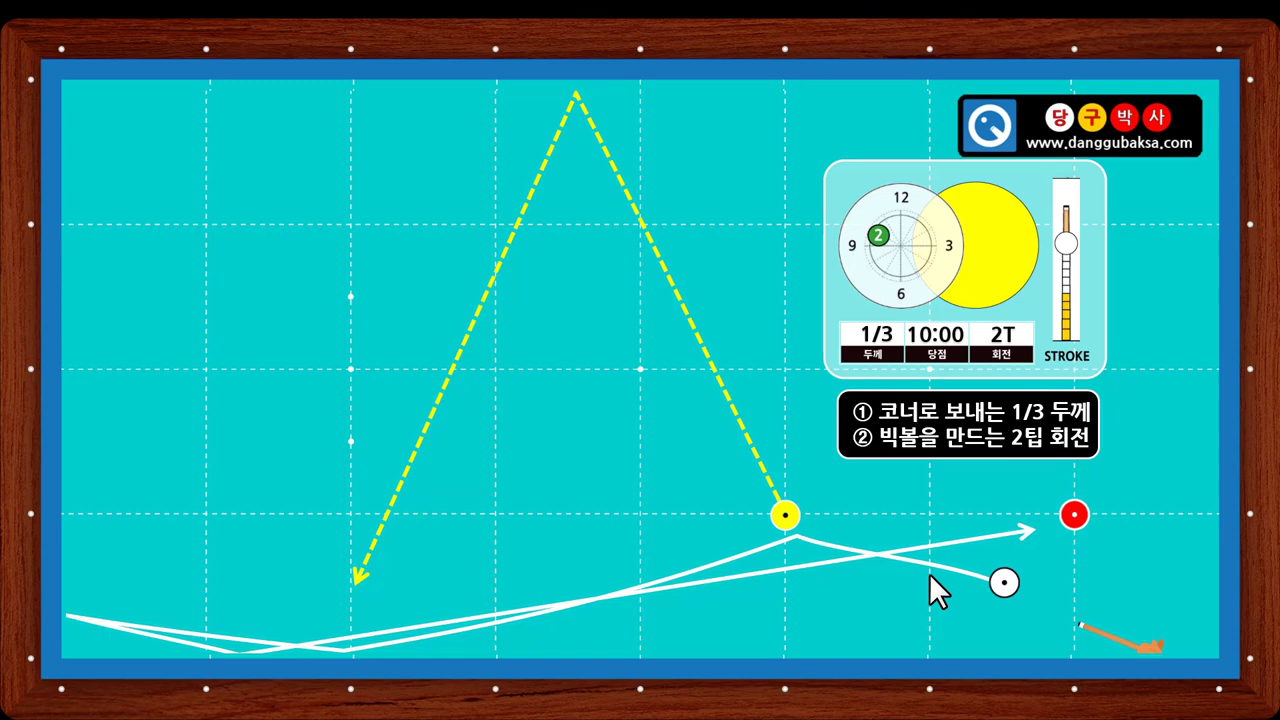 당구박사
www.danggubaksa.com
12
2
9 3
6
1/3 10:00 2T
두께 당점 회전 STROKE
① 코너로 보내는 1/3 두께
② 빅볼을 만드는 2팁 회전